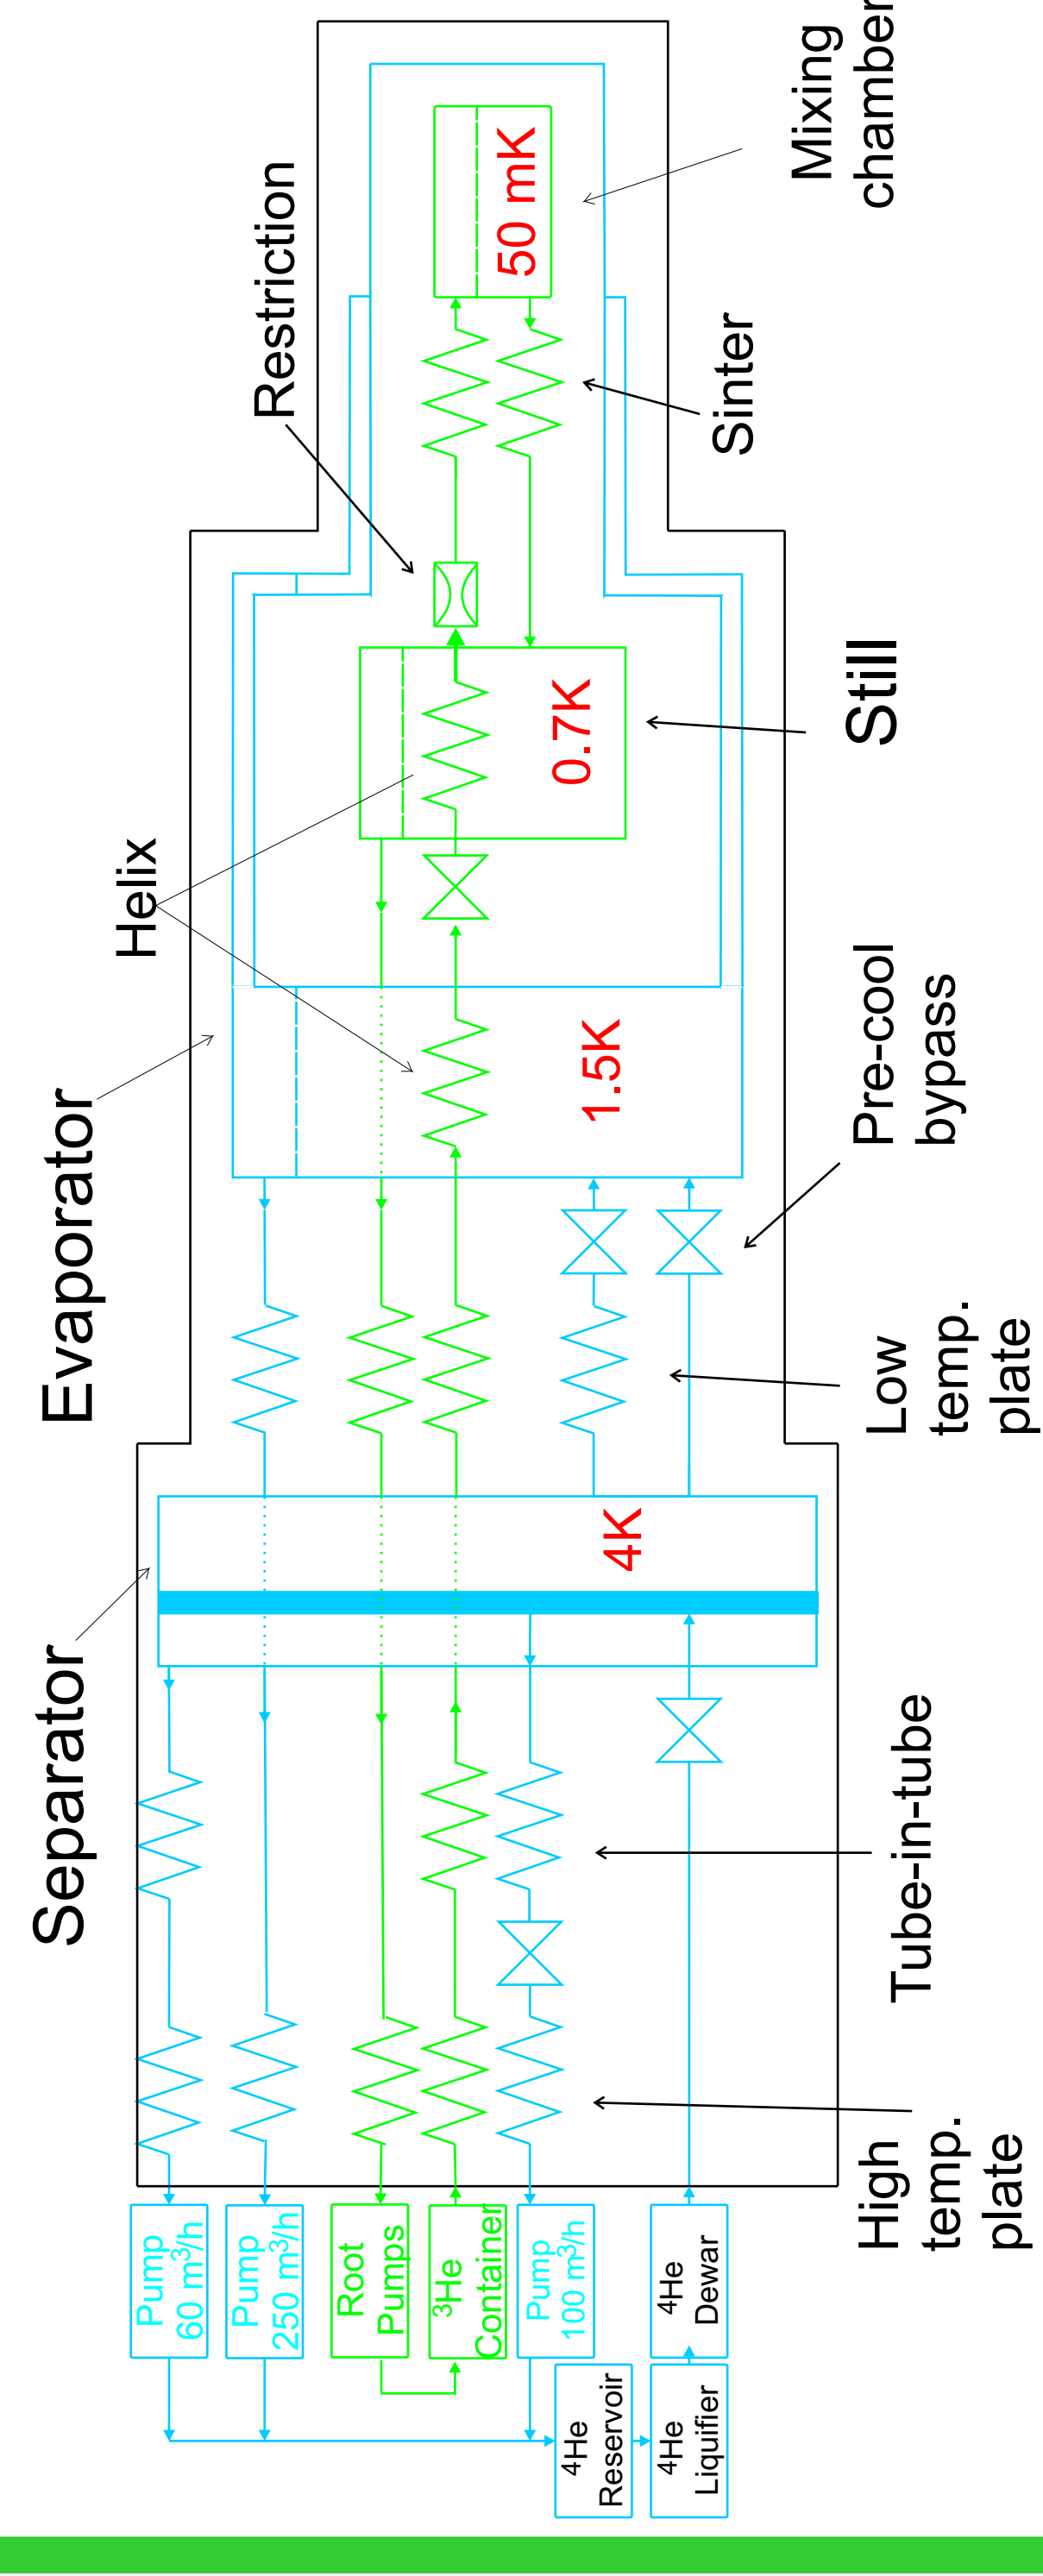 Separator
Evaporator
Helix
Restriction
Mixing
chamber
50 mK
Sinter
0.7K
Still
1.5K
Pre-cool
bypass
Low
temp.
plate
4K
Tube-in-tube
High
temp.
plate
Pump
60 m³/h
Pump
250 m³/h
Root
Pumps
³He
Container
Pump
100 m³/h
⁴He
Dewar
⁴He
Reservoir
⁴He
Liquifier